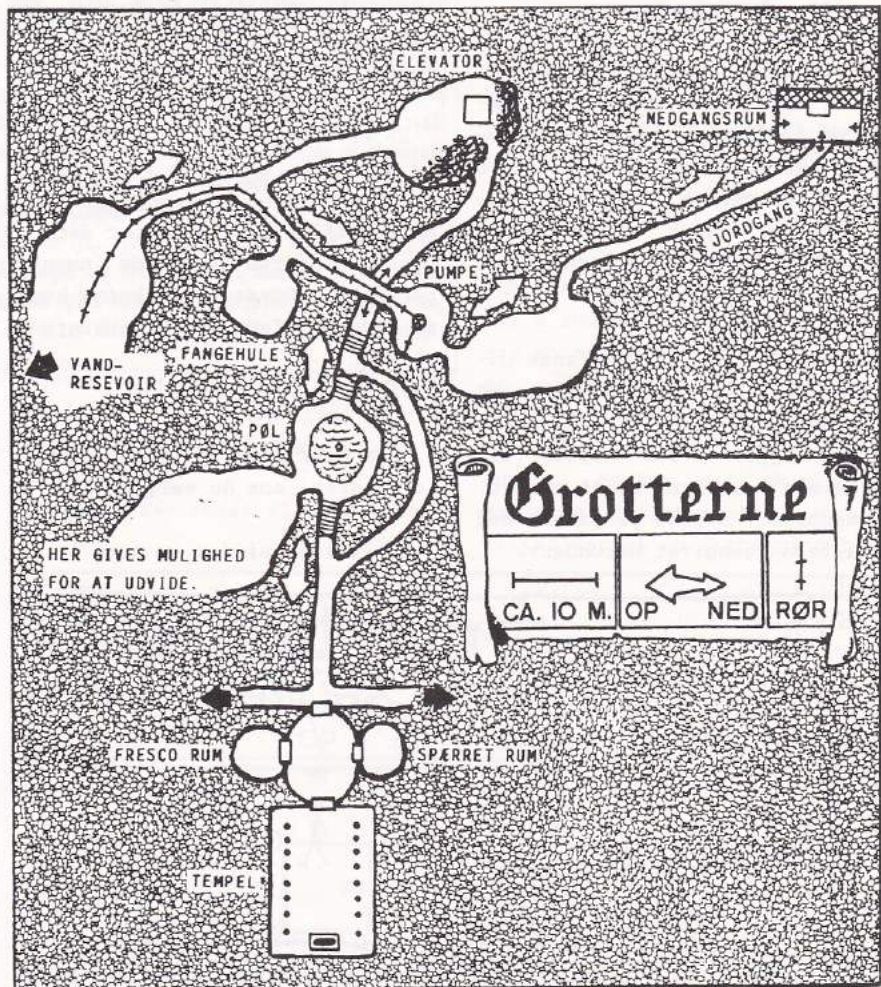 ELEVATOR
NEDGANGSRUM
JORDGANG
PUMPE
FANGEHULE
VAND-
RESEVOIR
PØL
Grotterne
CA. 10 M.
OP NED
RØR
HER GIVES MULIGHED
FOR AT UDVIDE.
FRESCO RUM
SPÆRRET RUM
TEMPEL